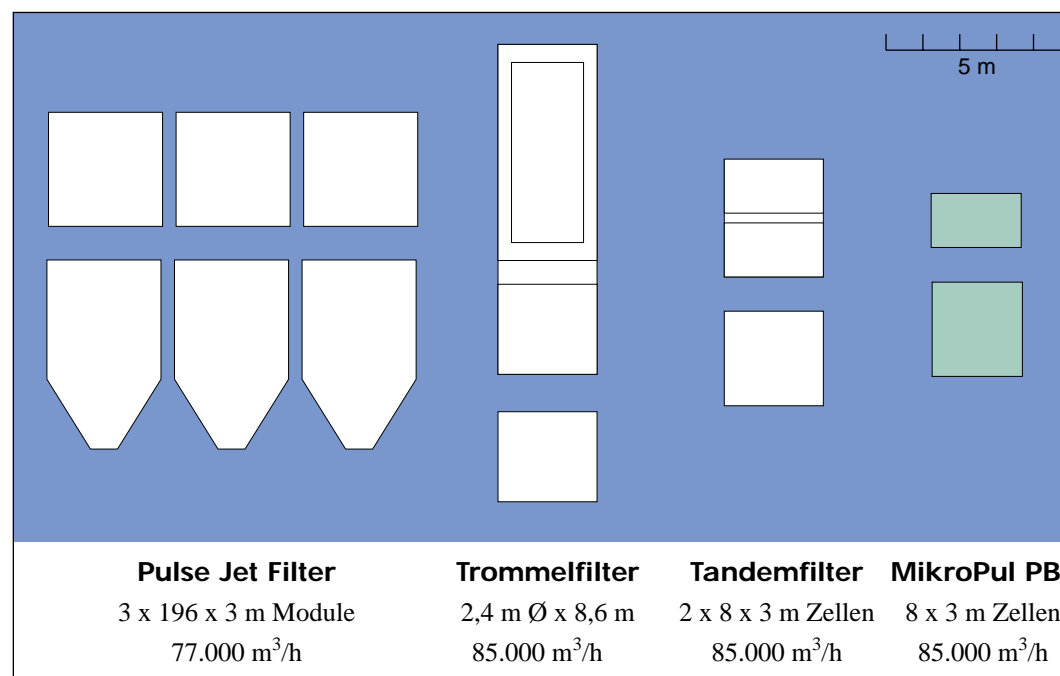 5 m
Pulse Jet Filter
3 x 196 x 3 m Module
77.000 m³/h
Trommelfilter
2,4 m Ø x 8,6 m
85.000 m³/h
Tandemfilter
2 x 8 x 3 m Zellen
85.000 m³/h
MikroPul PB
8 x 3 m Zellen
85.000 m³/h